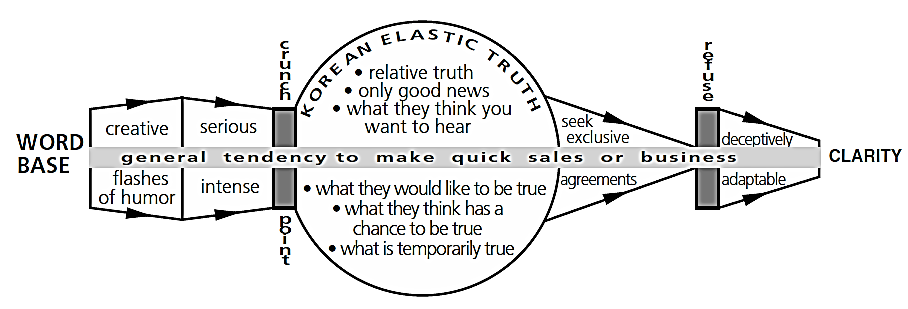 WORD
BASE
creative
serious
flashes
of humor
intense
crunch
point
KOREAN ELASTIC TRUTH
• relative truth
• only good news
• what they think you
want to hear
general tendency to make quick sales or business
• what they would like to be true
• what they think has a
chance to be true
• what is temporarily true
seek
exclusive
agreements
refuse
deceptively
adaptable
CLARITY